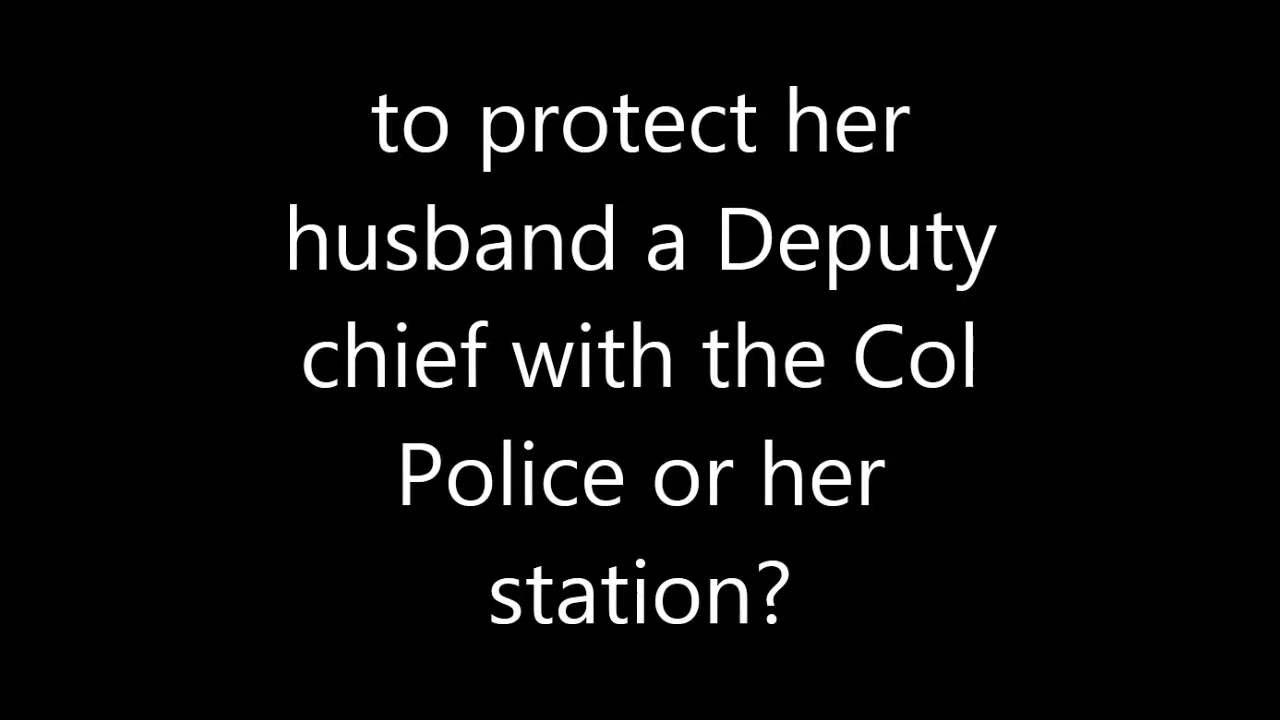 to protect her
husband a Deputy
chief with the Col
Police or her
station?